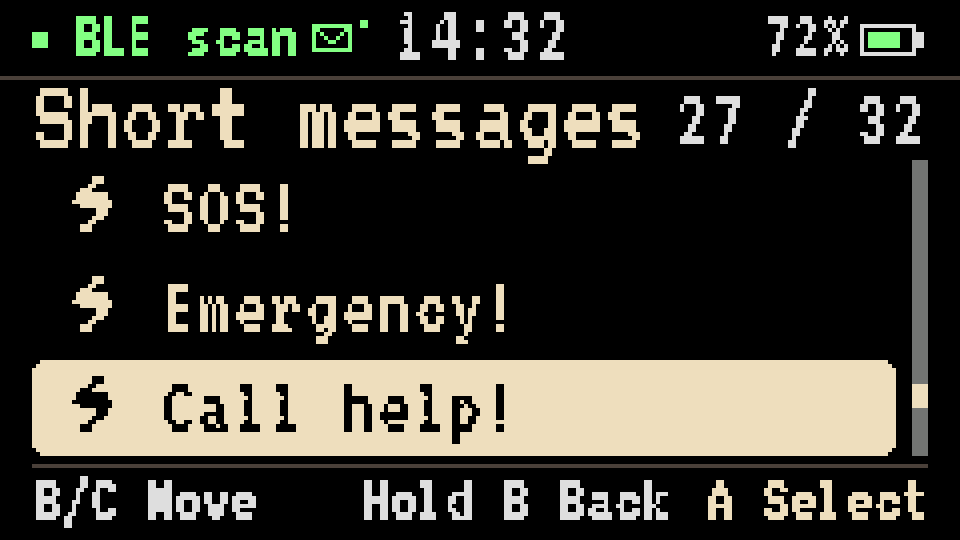 BLE scan 14:32 72%
Short messages 27 / 32
SOS!
Emergency!
Call help!
B/C Move Hold B Back A Select